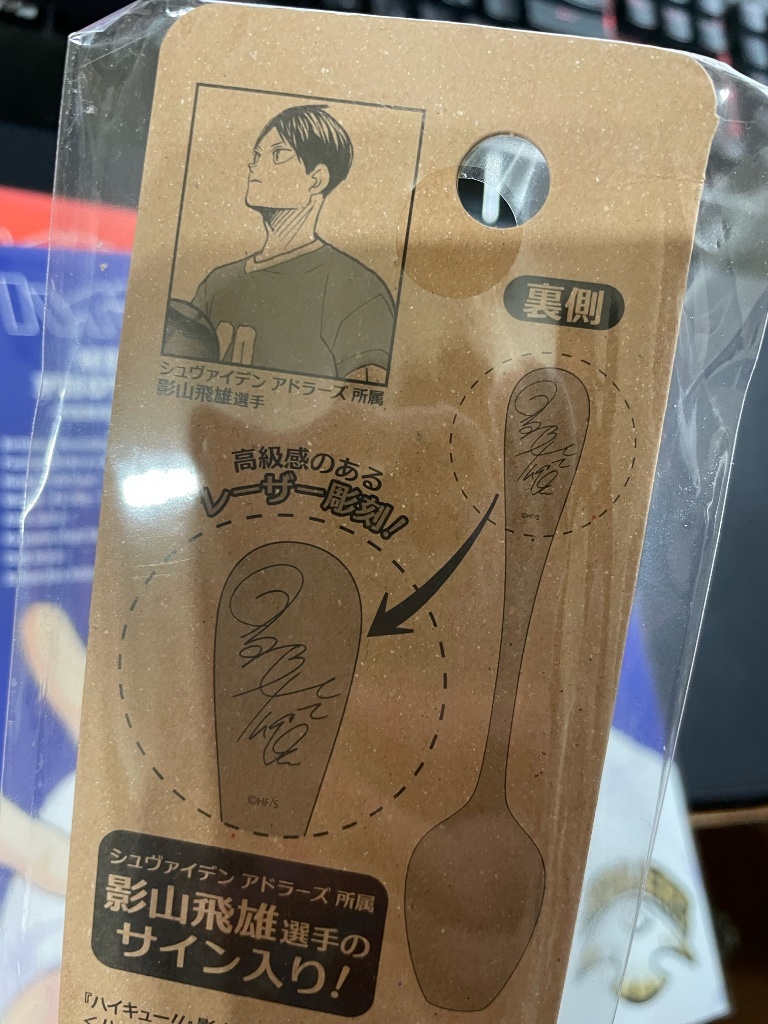 裏側
シュヴァイデン アドラーズ 所属
影山飛雄選手
高級感のある
レーザー彫刻!
©HF/S
©HF/S
シュヴァイデン アドラーズ 所属
影山飛雄選手の
サイン入り!
『ハイキュー!!・影